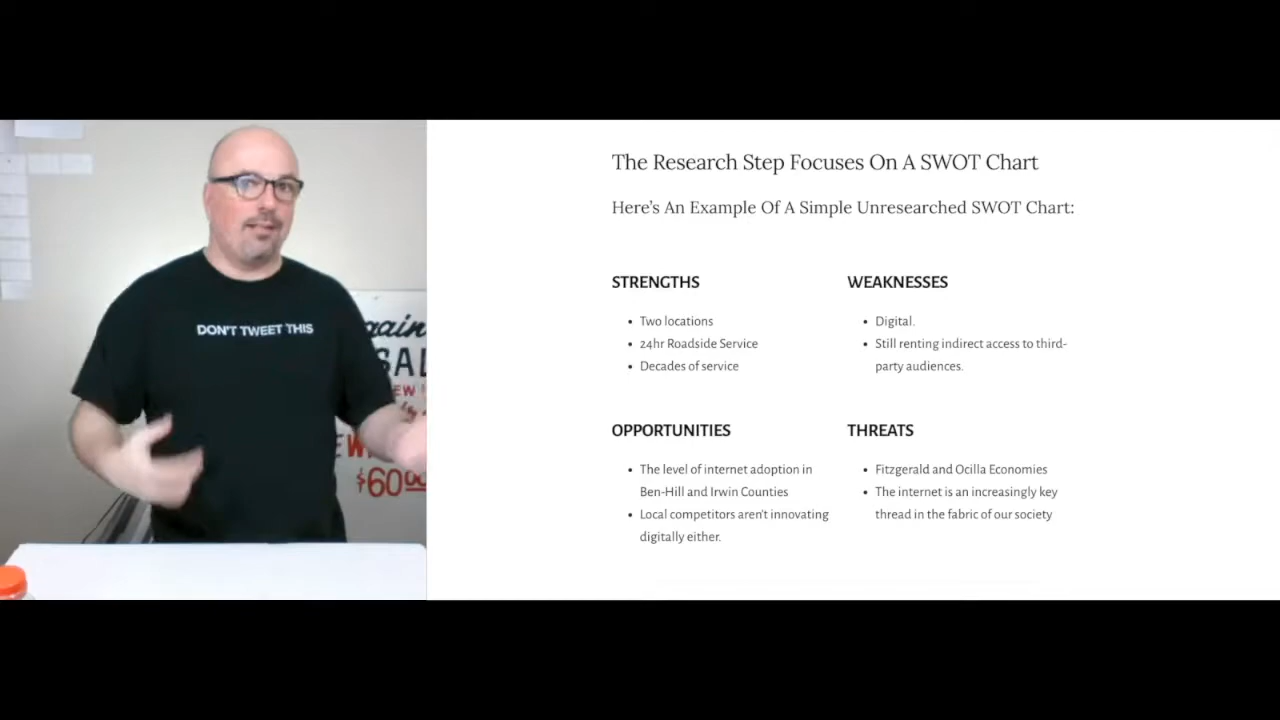 DON'T TWEET THIS
SAL
$60
The Research Step Focuses On A SWOT Chart
Here's An Example Of A Simple Unresearched SWOT Chart:
STRENGTHS
• Two locations
• 24hr Roadside Service
• Decades of service
WEAKNESSES
• Digital.
• Still renting indirect access to third-
party audiences.
OPPORTUNITIES
• The level of internet adoption in
Ben-Hill and Irwin Counties
• Local competitors aren't innovating
digitally either.
THREATS
• Fitzgerald and Ocilla Economies
• The internet is an increasingly key
thread in the fabric of our society